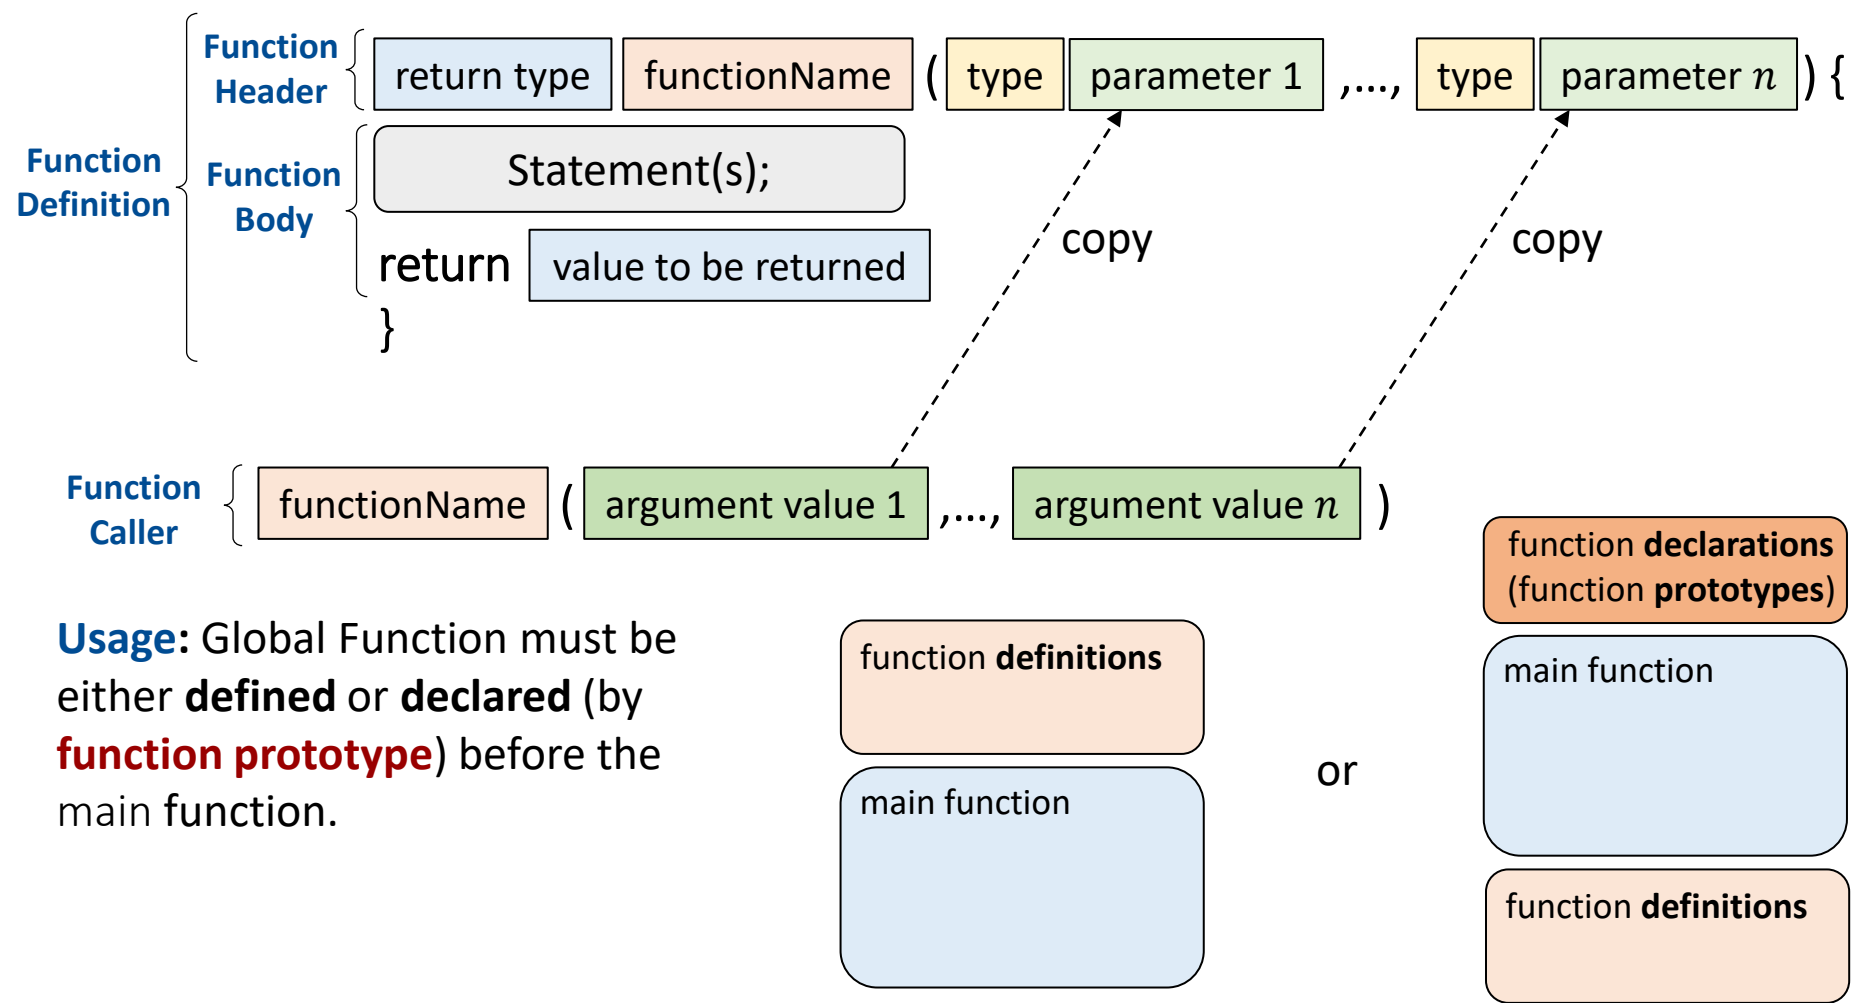 Function
Header
return type functionName ( type parameter 1 ,…, type parameter n ) {
Function
Definition
Function
Body
Statement(s);
return value to be returned
}
copy
copy
Function
Caller
functionName ( argument value 1 ,…, argument value n )
Usage: Global Function must be
either defined or declared (by
function prototype) before the
main function.
function definitions
main function
or
function declarations
(function prototypes)
main function
function definitions